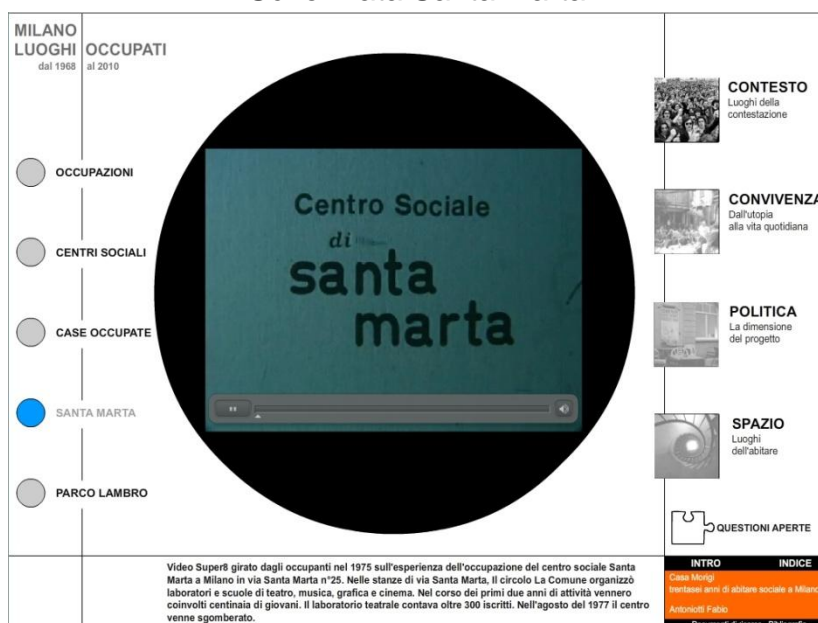 MILANO
LUOGHI OCCUPATI
dal 1968 al 2010
OCCUPAZIONI
CENTRI SOCIALI
CASE OCCUPATE
SANTA MARTA
PARCO LAMBRO
Centro Sociale
di
santa
marta
CONTESTO
Luoghi della
contestazione
CONVIVENZA
Dall'utopia
alla vita quotidiana
POLITICA
La dimensione
del progetto
SPAZIO
Luoghi
dell'abitare
QUESTIONI APERTE
Video Super8 girato dagli occupanti nel 1975 sull'esperienza dell'occupazione del centro sociale Santa
Marta a Milano in via Santa Marta n°25. Nelle stanze di via Santa Marta, Il circolo La Comune organizzò
laboratori e scuole di teatro, musica, grafica e cinema. Nel corso dei primi due anni di attività vennero
coinvolti centinaia di giovani. Il laboratorio teatrale contava oltre 300 iscritti. Nell'agosto del 1977 il centro
venne sgomberato.
INTRO INDICE
Casa Morigi
trentasei anni di abitare sociale a Milano
Antoniotti Fabio